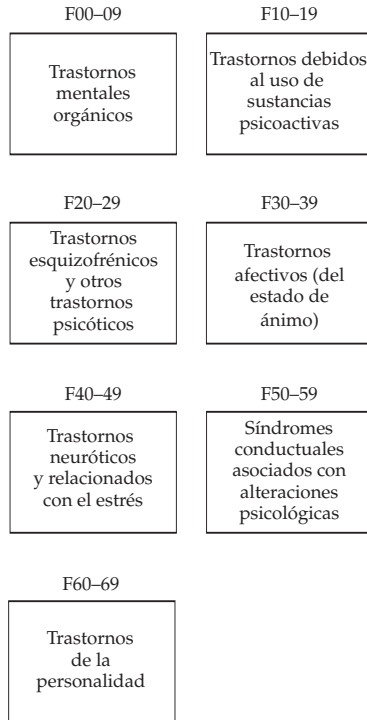 F00–09
Trastornos
mentales
orgánicos
F10–19
Trastornos debidos
al uso de
sustancias
psicoactivas
F20–29
Trastornos
esquizofrénicos
y otros
trastornos
psicóticos
F30–39
Trastornos
afectivos (del
estado de
ánimo)
F40–49
Trastornos
neuróticos
y relacionados
con el estrés
F50–59
Síndromes
conductuales
asociados con
alteraciones
psicológicas
F60–69
Trastornos
de la
personalidad